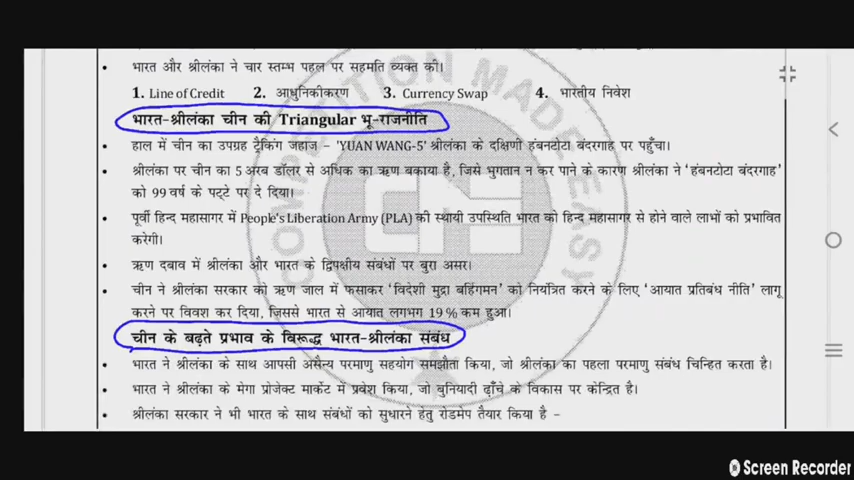 भारत और श्रीलंका ने चार स्तम्भ पहल पर सहमति व्यक्त की।
1. Line of Credit 2. आधुनिकीकरण 3. Currency Swap 4. भारतीय निवेश
भारत-श्रीलंका चीन की Triangular भू-राजनीति
हाल में चीन का उपग्रह ट्रैकिंग जहाज – 'YUAN WANG-5' श्रीलंका के दक्षिणी हंबनटोटा बंदरगाह पर पहुँचा।
श्रीलंका पर चीन का 5 अरब डॉलर से अधिक का ऋण बकाया है, जिसे भुगतान न कर पाने के कारण श्रीलंका ने 'हंबनटोटा बंदरगाह'
को 99 वर्ष के पट्टे पर दे दिया।
पूर्वी हिन्द महासागर में People's Liberation Army (PLA) की स्थायी उपस्थिति भारत को हिन्द महासागर से होने वाले लाभों को प्रभावित
करेगी।
ऋण दबाव में श्रीलंका और भारत के द्विपक्षीय संबंधों पर बुरा असर।
चीन ने श्रीलंका सरकार को ऋण जाल में फसाकर 'विदेशी मुद्रा बहिंगमन' को नियंत्रित करने के लिए 'आयात प्रतिबंध नीति' लागू
करने पर विवश कर दिया, जिससे भारत से आयात लगभग 19% कम हुआ।
चीन के बढ़ते प्रभाव के विरूद्ध भारत-श्रीलंका संबंध
भारत ने श्रीलंका के साथ आपसी असैन्य परमाणु सहयोग समझौता किया, जो श्रीलंका का पहला परमाणु संबंध चिन्हित करता है।
भारत ने श्रीलंका के मेगा प्रोजेक्ट मार्केट में प्रवेश किया, जो बुनियादी ढ़ाँचे के विकास पर केन्द्रित है।
श्रीलंका सरकार ने भी भारत के साथ संबंधों को सुधारने हेतु रोडमेप तैयार किया है –
COMPETITION MADE EASY
Screen Recorder